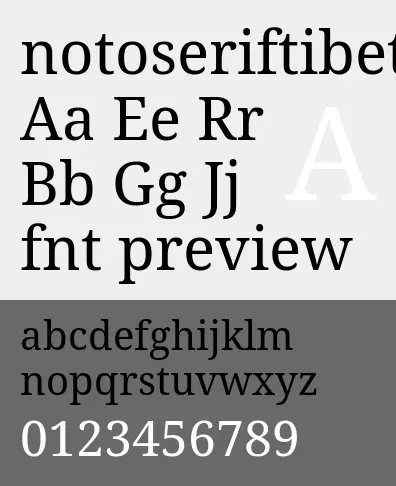 notoseriftibet
Aa Ee Rr
A
Bb Gg Jj
fnt preview
abcdefghijklm
nopqrstuvwxyz
0123456789